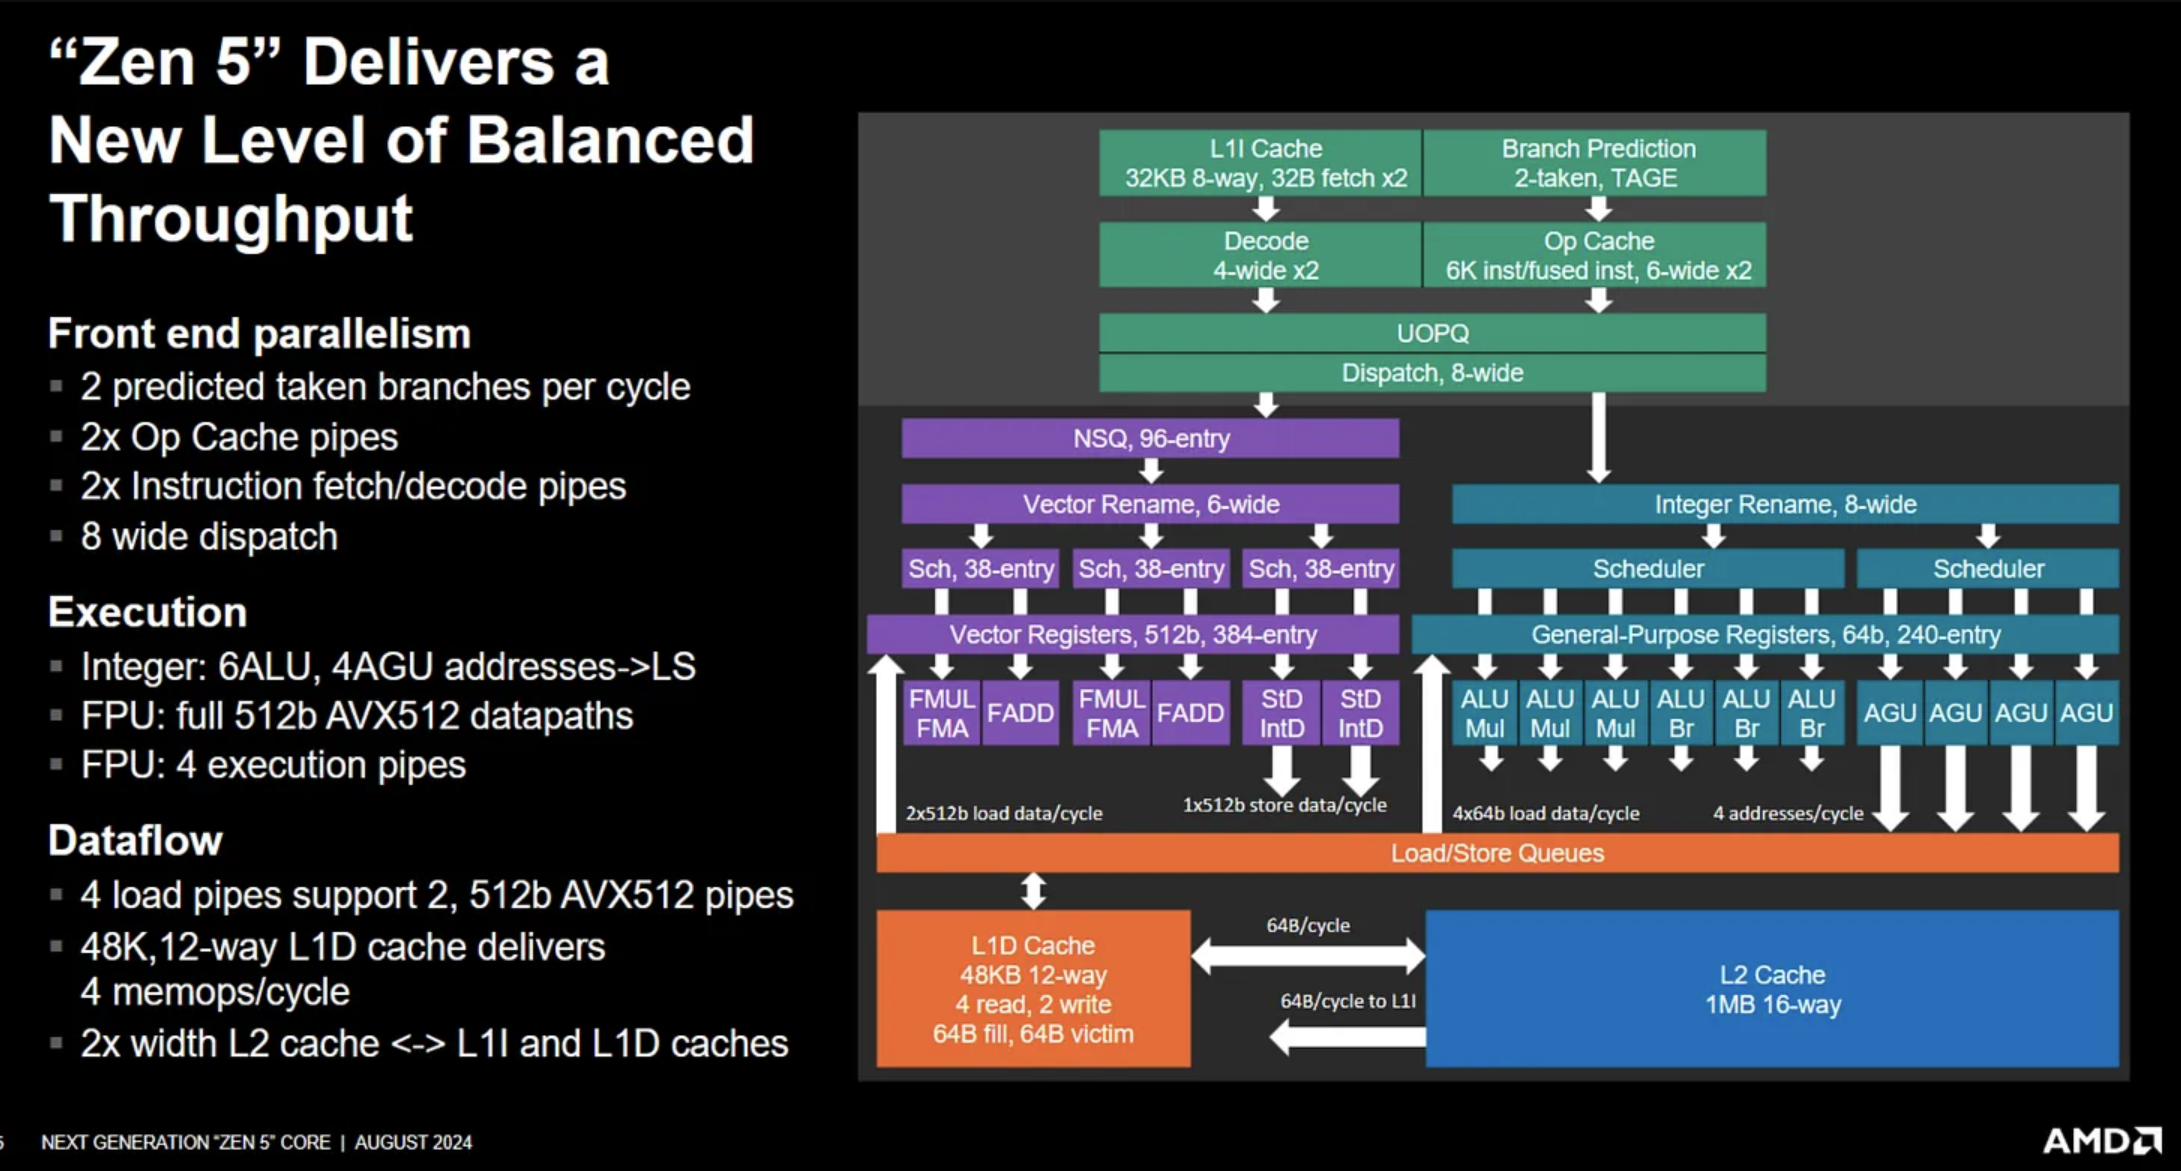 “Zen 5” Delivers a
New Level of Balanced
Throughput
Front end parallelism
2 predicted taken branches per cycle
2x Op Cache pipes
2x Instruction fetch/decode pipes
8 wide dispatch
Execution
Integer: 6ALU, 4AGU addresses->LS
FPU: full 512b AVX512 datapaths
FPU: 4 execution pipes
Dataflow
4 load pipes support 2, 512b AVX512 pipes
48K,12-way L1D cache delivers
4 memops/cycle
2x width L2 cache <-> L1I and L1D caches
L1I Cache
32KB 8-way, 32B fetch x2
Branch Prediction
2-taken, TAGE
Decode
4-wide x2
Op Cache
6K inst/fused inst, 6-wide x2
UOPQ
Dispatch, 8-wide
NSQ, 96-entry
Vector Rename, 6-wide
Integer Rename, 8-wide
Sch, 38-entry
Sch, 38-entry
Sch, 38-entry
Scheduler
Scheduler
Vector Registers, 512b, 384-entry
General-Purpose Registers, 64b, 240-entry
FMUL
FMA
FADD
FMUL
FMA
FADD
StD
IntD
StD
IntD
ALU
Mul
ALU
Mul
ALU
Mul
ALU
Br
ALU
Br
ALU
Br
AGU
AGU
AGU
AGU
2x512b load data/cycle
1x512b store data/cycle
4x64b load data/cycle
4 addresses/cycle
Load/Store Queues
L1D Cache
48KB 12-way
4 read, 2 write
64B fill, 64B victim
64B/cycle
64B/cycle to L1I
L2 Cache
1MB 16-way
NEXT GENERATION “ZEN 5” CORE | AUGUST 2024
AMD